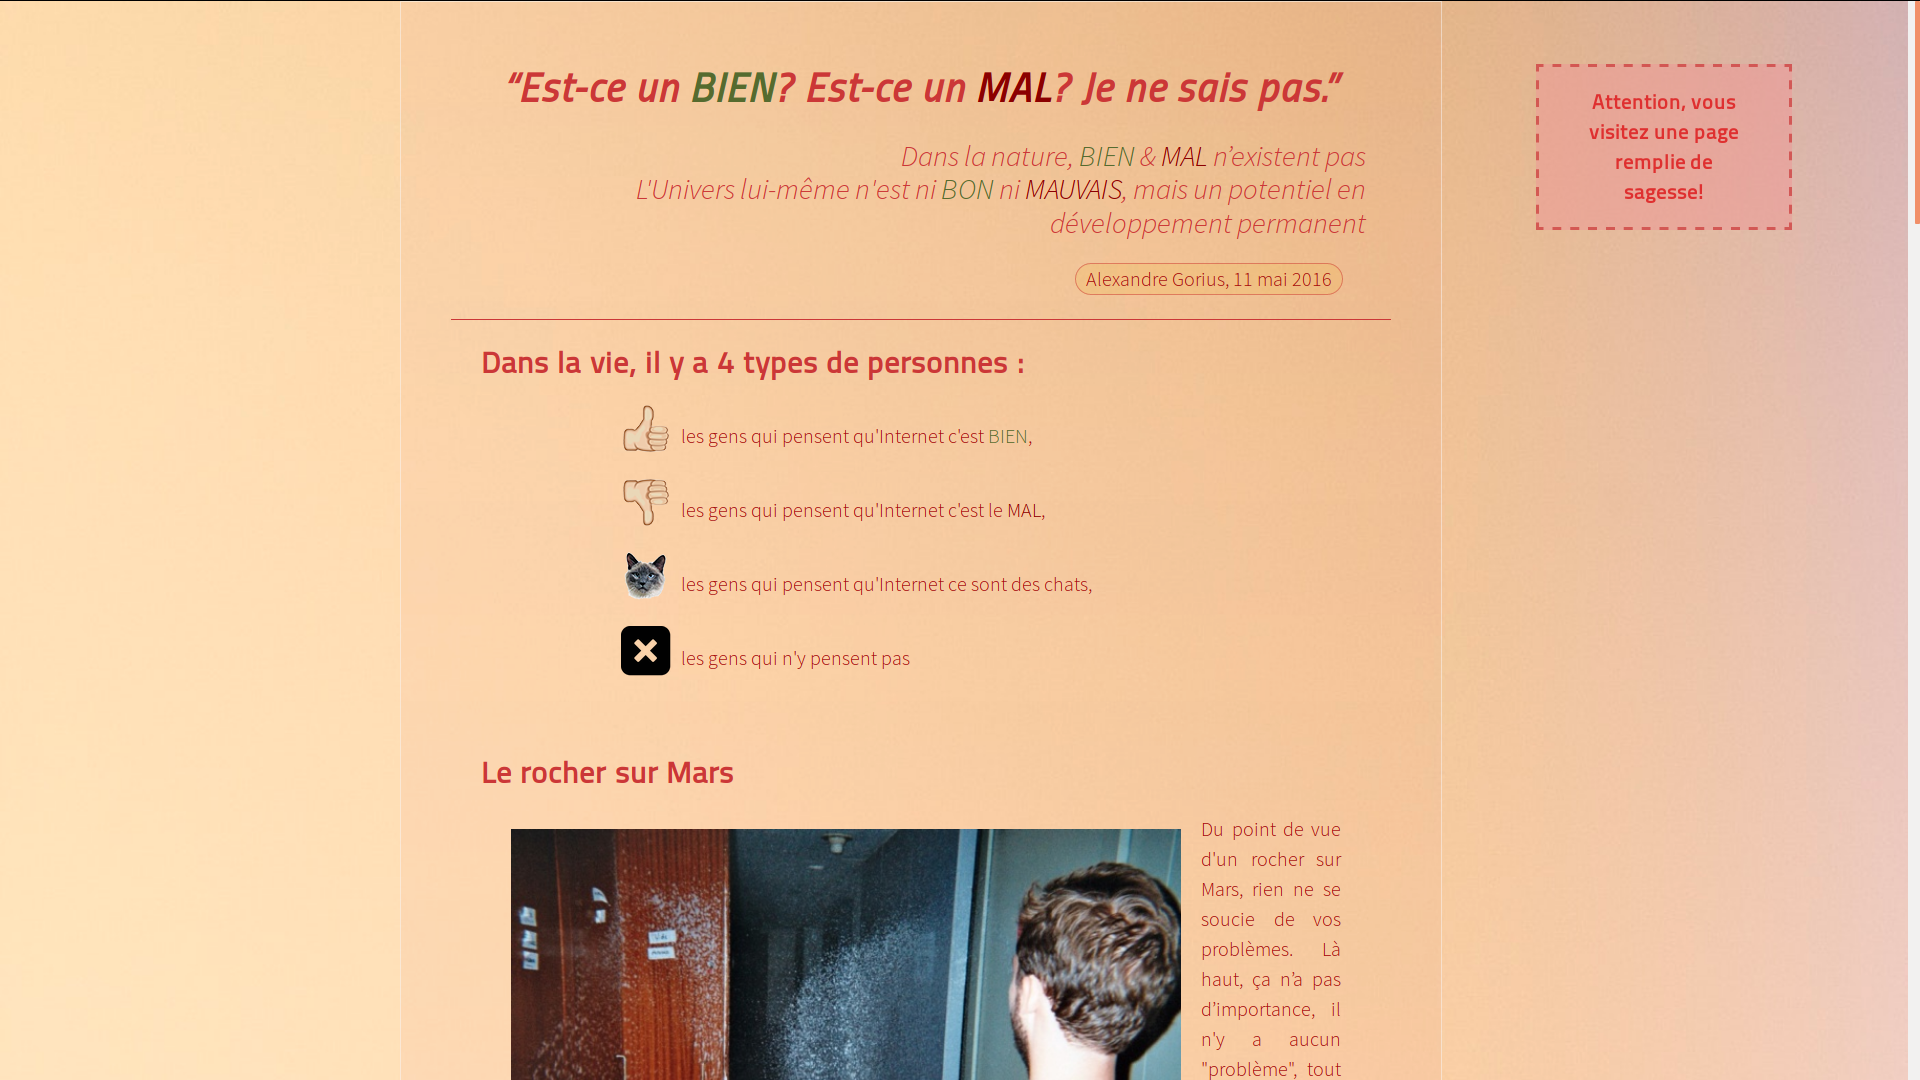 “Est-ce un BIEN? Est-ce un MAL? Je ne sais pas.”
Dans la nature, BIEN & MAL n’existent pas
L'Univers lui-même n'est ni BON ni MAUVAIS, mais un potentiel en
développement permanent
Alexandre Gorius, 11 mai 2016
Attention, vous
visitez une page
remplie de
sagesse!
Dans la vie, il y a 4 types de personnes :
les gens qui pensent qu'Internet c'est BIEN,
les gens qui pensent qu'Internet c'est le MAL,
les gens qui pensent qu'Internet ce sont des chats,
les gens qui n'y pensent pas
Le rocher sur Mars
Du point de vue
d'un rocher sur
Mars, rien ne se
soucie de vos
problèmes. Là
haut, ça n’a pas
d’importance, il
n'y a aucun
"problème", tout